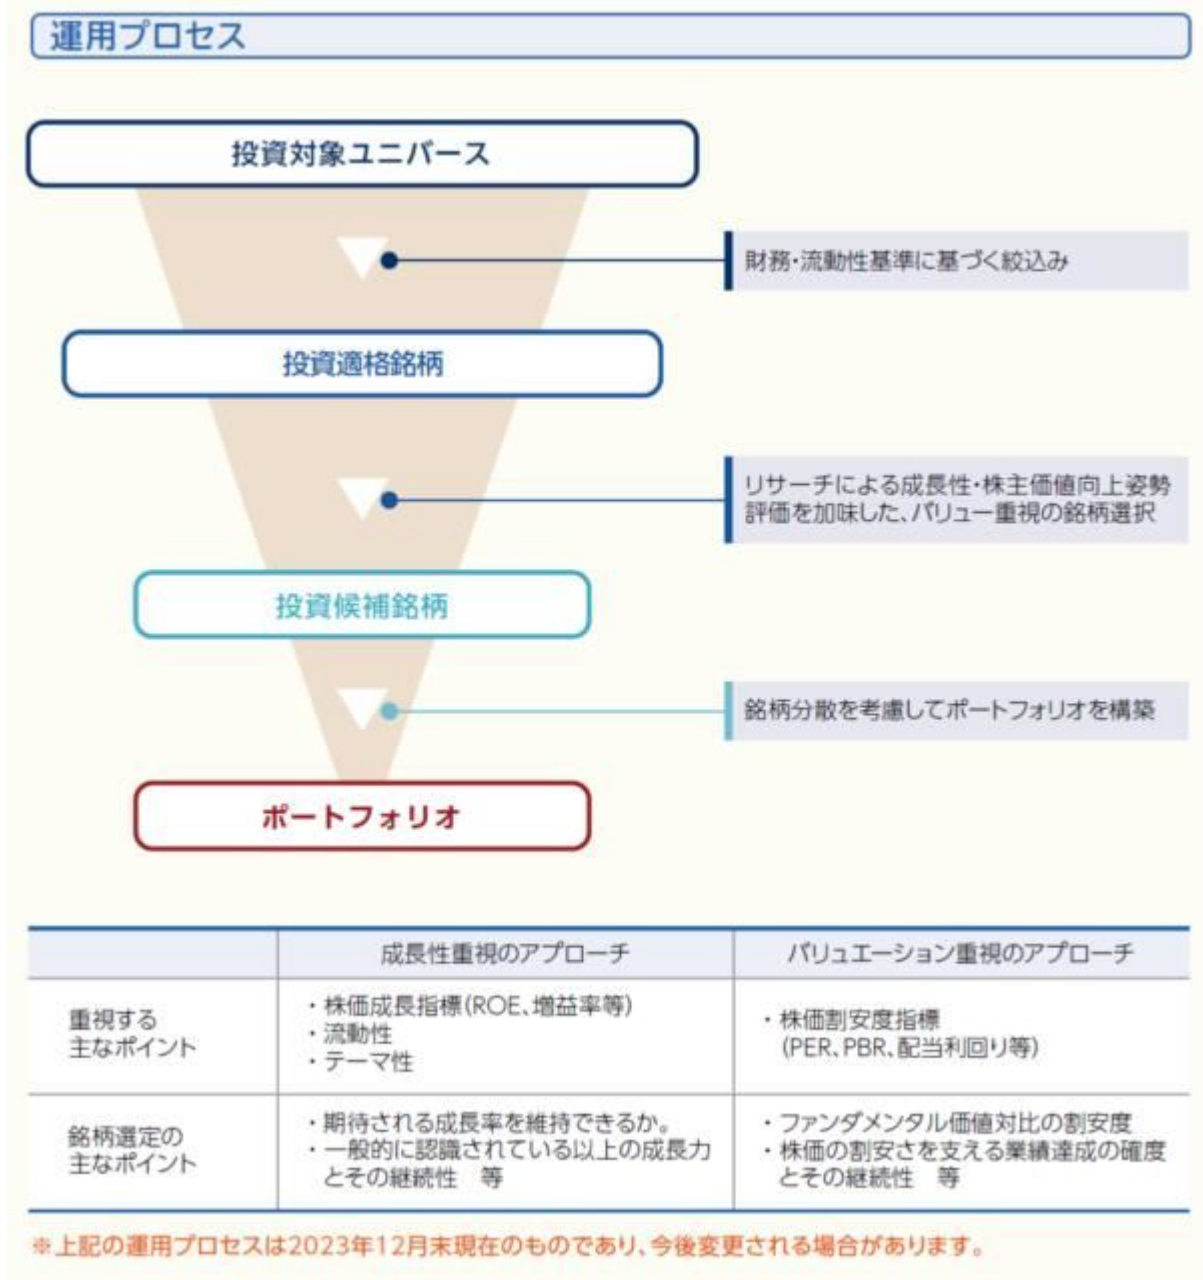 運用プロセス
投資対象ユニバース
財務・流動性基準に基づく絞込み
投資適格銘柄
リサーチによる成長性・株主価値向上姿勢
評価を加味した、バリュー重視の銘柄選択
投資候補銘柄
銘柄分散を考慮してポートフォリオを構築
ポートフォリオ
成長性重視のアプローチ
バリュエーション重視のアプローチ
重視する
主なポイント
・株価成長指標(ROE、増益率等)
・流動性
・テーマ性
・株価割安度指標
(PER、PBR、配当利回り等)
銘柄選定の
主なポイント
・期待される成長率を維持できるか。
・一般的に認識されている以上の成長力
とその継続性 等
・ファンダメンタル価値対比の割安度
・株価の割安さを支える業績達成の確度
とその継続性 等
※上記の運用プロセスは2023年12月末現在のものであり、今後変更される場合があります。